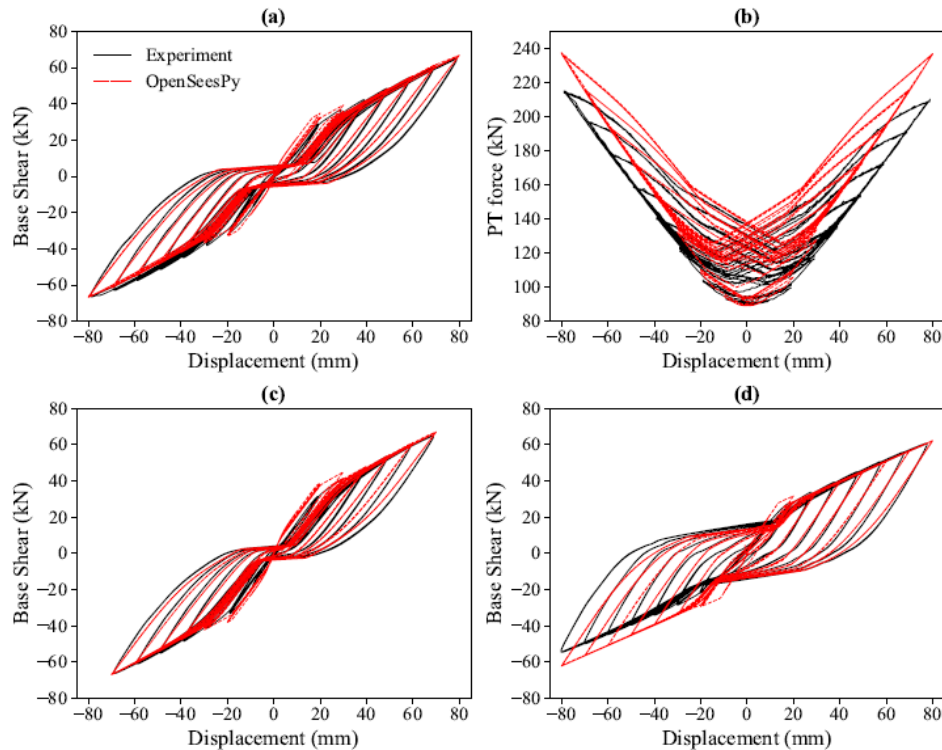 (a)
Experiment
OpenSeesPy
80
60
40
20
0
−20
−40
−60
−80
Base Shear (kN)
−80 −60 −40 −20 0 20 40 60 80
Displacement (mm)
(b)
240
220
200
180
160
140
120
100
80
PT force (kN)
−80 −60 −40 −20 0 20 40 60 80
Displacement (mm)
(c)
80
60
40
20
0
−20
−40
−60
−80
Base Shear (kN)
−80 −60 −40 −20 0 20 40 60 80
Displacement (mm)
(d)
80
60
40
20
0
−20
−40
−60
−80
Base Shear (kN)
−80 −60 −40 −20 0 20 40 60 80
Displacement (mm)